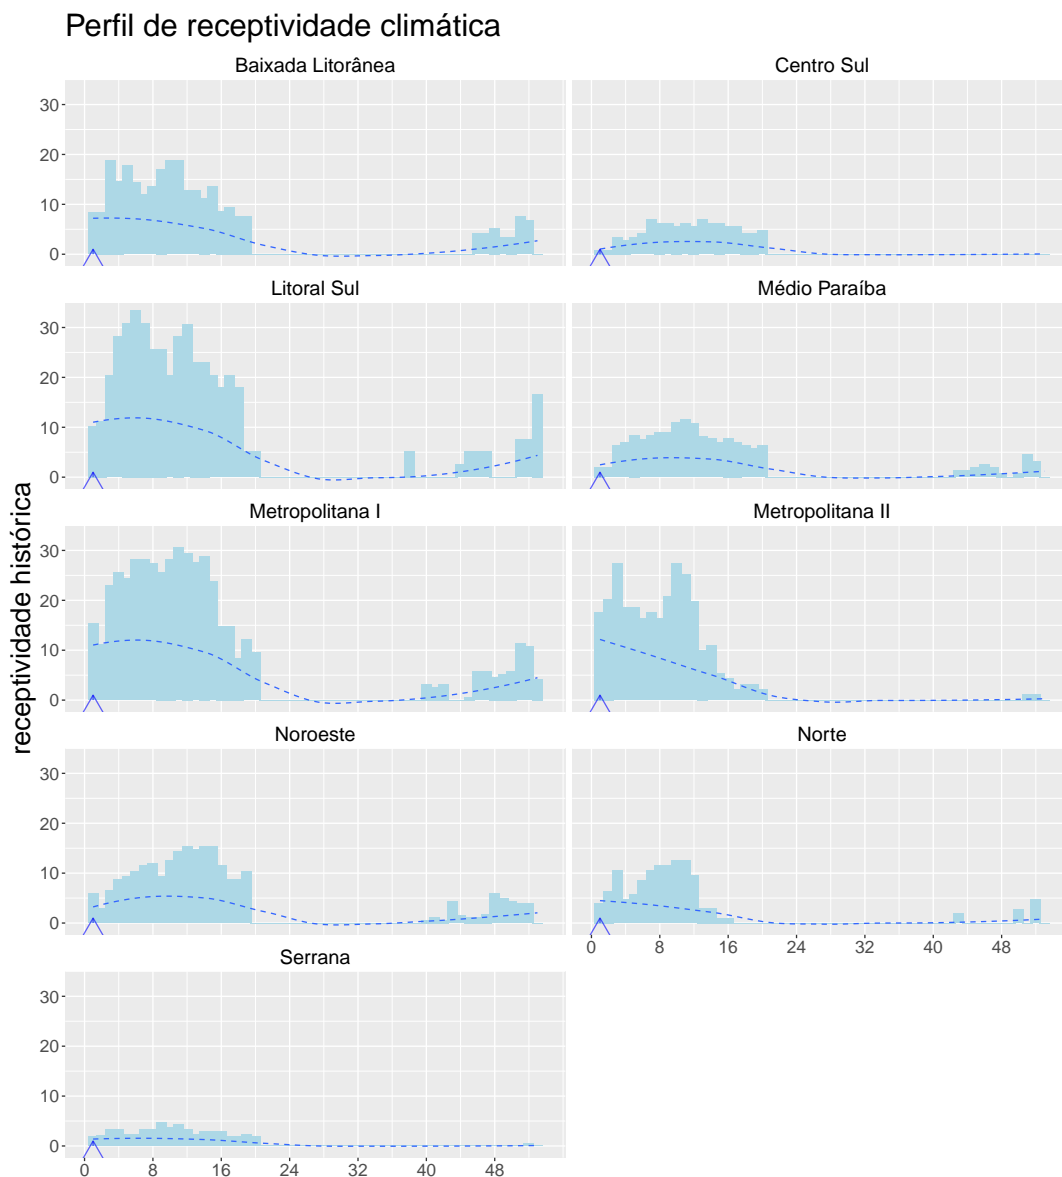 Perfil de receptividade climática
Baixada Litorânea
Centro Sul
30
20
10
0
Litoral Sul
Médio Paraíba
30
20
10
0
Metropolitana I
Metropolitana II
30
20
10
0
receptividade histórica
Noroeste
Norte
30
20
10
0
0 8 16 24 32 40 48
Serrana
30
20
10
0
0 8 16 24 32 40 48